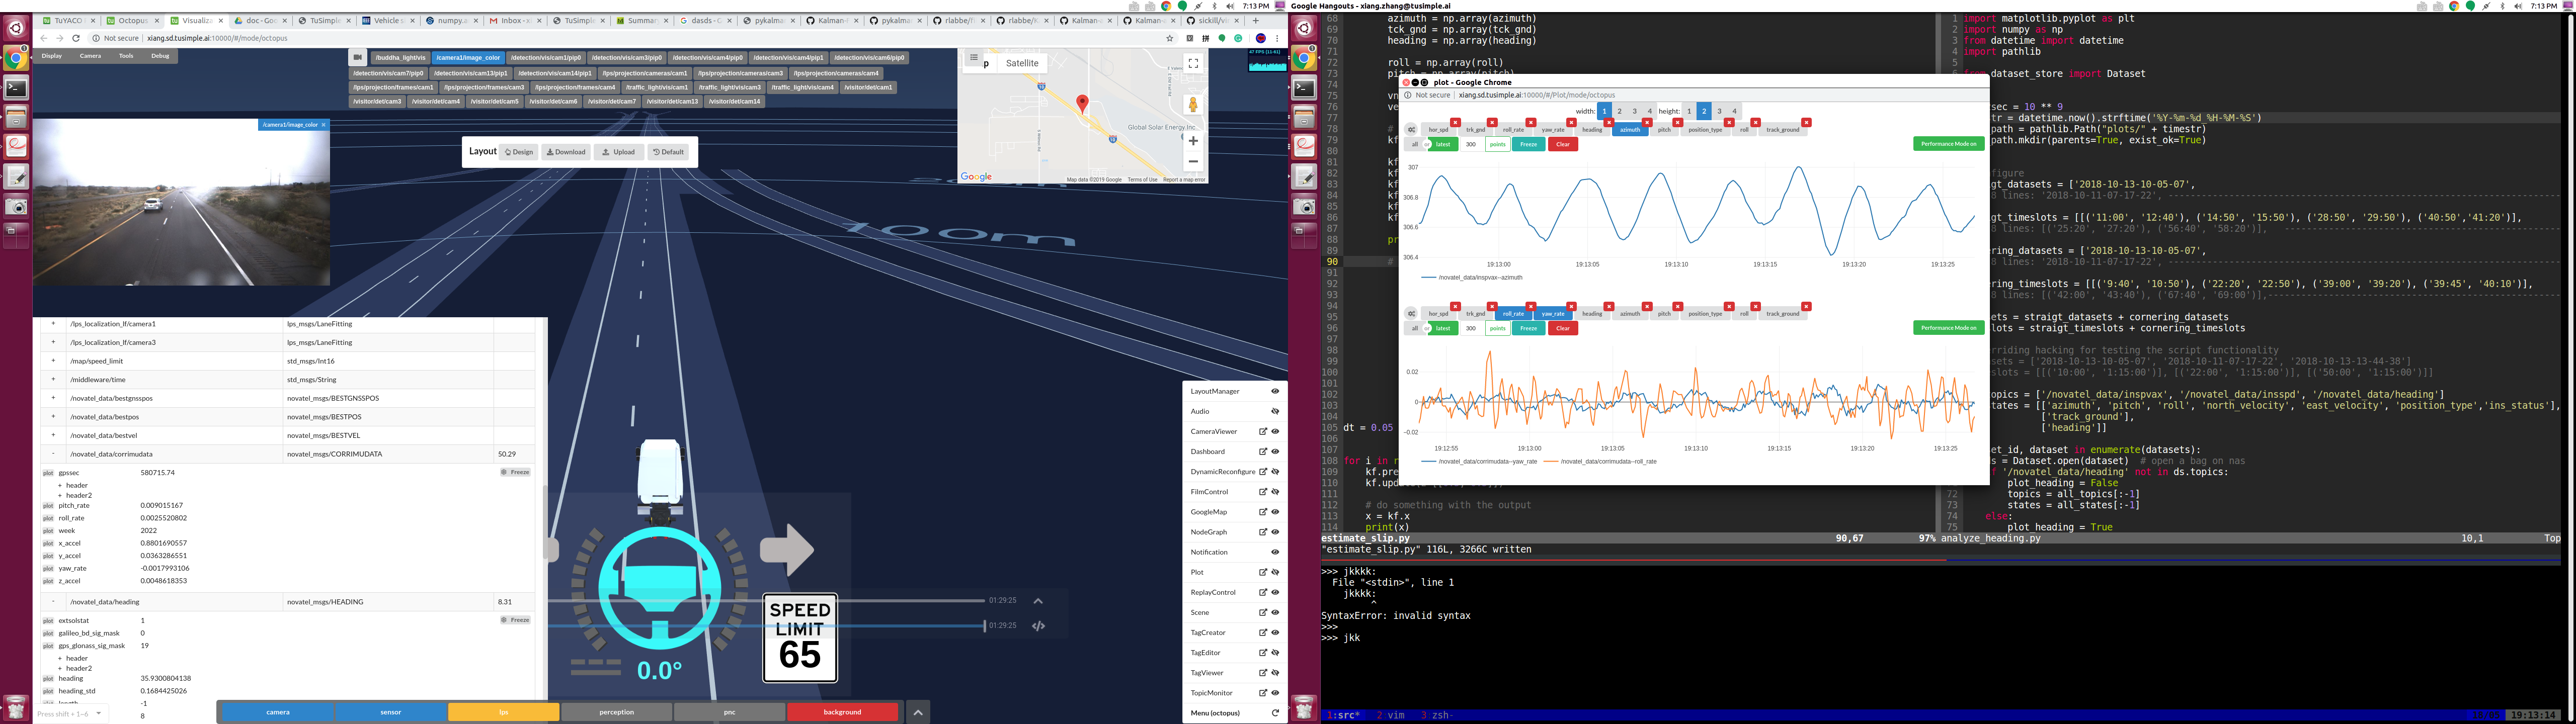 7:13 PM
Google Hangouts - xiang.zhang@tusimple.ai
7:13 PM
TuYACO
Octopus
Visualiza
doc - Goo
TuSimple
Vehicle s
numpy.a
Inbox - x
TuSimple
Summar
dasds - G
pykalma
Kalman-
pykalma
rlabbe/f
rlabbe/k
Kalman-
Kalman-
sickill/vi
Not secure | xiang.sd.tusimple.ai:10000/#/mode/octopus
Display Camera Tools Debug
/buddha_light/vis /camera1/image_color /detection/vis/cam1/pip0 /detection/vis/cam3/pip0 /detection/vis/cam4/pip0 /detection/vis/cam4/pip1 /detection/vis/cam6/pip0
/detection/vis/cam7/pip0 /detection/vis/cam13/pip1 /detection/vis/cam14/pip1 /lps/projection/cameras/cam1 /lps/projection/cameras/cam3 /lps/projection/cameras/cam4
/lps/projection/frames/cam1 /lps/projection/frames/cam3 /lps/projection/frames/cam4 /traffic_light/vis/cam1 /traffic_light/vis/cam3 /traffic_light/vis/cam4 /visitor/det/cam1
/visitor/det/cam3 /visitor/det/cam4 /visitor/det/cam5 /visitor/det/cam6 /visitor/det/cam7 /visitor/det/cam13 /visitor/det/cam14
/camera1/image_color ×
Layout Design Download Upload Default
p Satellite
Global Solar Energy Inc.
Google
Map data ©2019 Google Terms of Use Report a map error
zoom
+ /lps_localization_lf/camera1 lps_msgs/LaneFitting
+ /lps_localization_lf/camera3 lps_msgs/LaneFitting
+ /map/speed_limit std_msgs/Int16
+ /middleware/time std_msgs/String
+ /novatel_data/bestgnsspos novatel_msgs/BESTGNSSPOS
+ /novatel_data/bestpos novatel_msgs/BESTPOS
+ /novatel_data/bestvel novatel_msgs/BESTVEL
- /novatel_data/corrimudata novatel_msgs/CORRIMUDATA 50.29
plot gpssec 580715.74 Freeze
+ header
+ header2
plot pitch_rate 0.009015167
plot roll_rate 0.0025520802
plot week 2022
plot x_accel 0.8801690557
plot y_accel 0.0363286551
plot yaw_rate -0.0017993106
plot z_accel 0.0048618353
- /novatel_data/heading novatel_msgs/HEADING 8.31
plot extsolstat 1 Freeze
plot galileo_bd_sig_mask 0
plot gps_glonass_sig_mask 19
+ header
+ header2
plot heading 35.9300804138
plot heading_std 0.1684425026
length -1
8
Press shift + 1~6
0.0°
SPEED
LIMIT
65
01:29:25
01:29:25
camera sensor lps perception pnc background
LayoutManager
Audio
CameraViewer
Dashboard
DynamicReconfigure
FilmControl
GoogleMap
NodeGraph
Notification
Plot
ReplayControl
Scene
TagCreator
TagEditor
TagViewer
TopicMonitor
Menu (octopus)
68 azimuth = np.array(azimuth)
69 tck_gnd = np.array(tck_gnd)
70 heading = np.array(heading)
71
72 roll = np.array(roll)
73 pitch = np.array(pitch)
plot - Google Chrome
Not secure | xiang.sd.tusimple.ai:10000/#/Plot/mode/octopus
width: 1 2 3 4 height: 1 2 3 4
hor_spd trk_gnd roll_rate yaw_rate heading azimuth pitch position_type roll track_ground
all or latest 300 points Freeze Clear Performance Mode on
307
306.8
306.6
306.4
19:13:00 19:13:05 19:13:10 19:13:15 19:13:20 19:13:25
/novatel_data/inspvax--azimuth
hor_spd trk_gnd roll_rate yaw_rate heading azimuth pitch position_type roll track_ground
all or latest 300 points Freeze Clear Performance Mode on
0.02
0
-0.02
19:12:55 19:13:00 19:13:05 19:13:10 19:13:15 19:13:20 19:13:25
/novatel_data/corrimudata--yaw_rate /novatel_data/corrimudata--roll_rate
105 dt = 0.05
106
107
108 for i in r
109 kf.pre
110 kf.upd
111
112 # do something with the output
113 x = kf.x
114 print(x)
estimate_slip.py 90,67 97%
"estimate_slip.py" 116L, 3266C written
1 import matplotlib.pyplot as plt
2 import numpy as np
3 from datetime import datetime
4 import pathlib
5
from dataset_store import Dataset
sec = 10 ** 9
tr = datetime.now().strftime('%Y-%m-%d_%H-%M-%S')
path = pathlib.Path("plots/" + timestr)
path.mkdir(parents=True, exist_ok=True)
figure
igt_datasets = ['2018-10-13-10-05-07',
lines: '2018-10-11-07-17-22',
igt_timeslots = [[('11:00', '12:40'), ('14:50', '15:50'), ('28:50', '29:50'), ('40:50','41:20')],
lines: ('25:20', '27:20'), ('56:40', '58:20')],
ering_datasets = ['2018-10-13-10-05-07',
lines: '2018-10-11-07-17-22',
ering_timeslots = [[('9:40', '10:50'), ('22:20', '22:50'), ('39:00', '39:20'), ('39:45', '40:10')],
lines: ('42:00', '43:40'), ('67:40', '69:00')],
ets = straigt_datasets + cornering_datasets
lots = straigt_timeslots + cornering_timeslots
rriding hacking for testing the script functionality
asets = ['2018-10-13-10-05-07', '2018-10-11-07-17-22', '2018-10-13-13-44-38']
slots = [[('10:00', '1:15:00')], [('22:00', '1:15:00')], [('50:00', '1:15:00')]]
opics = ['/novatel_data/inspvax', '/novatel_data/insspd', '/novatel_data/heading']
tates = [['azimuth', 'pitch', 'roll', 'north_velocity', 'east_velocity', 'position_type','ins_status'],
['track_ground'],
['heading']]
set_id, dataset in enumerate(datasets):
s = Dataset.open(dataset) # open a bag on nas
f '/novatel_data/heading' not in ds.topics:
plot_heading = False
72 topics = all_topics[:-1]
73 states = all_states[:-1]
74 else:
75 plot_heading = True
analyze_heading.py 10,1 Top
>>> jkkkk:
File "<stdin>", line 1
jkkkk:
^
SyntaxError: invalid syntax
>>>
>>> jkk
1:src* 2:vim 3:zsh-
19:13:14